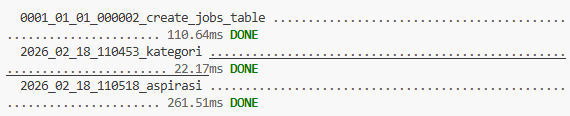 0001_01_01_000002_create_jobs_table ........................................
..................... 110.64ms DONE
2026_02_18_110453_kategori .................................................
..................... 22.17ms DONE
2026_02_18_110518_aspirasi .................................................
..................... 261.51ms DONE